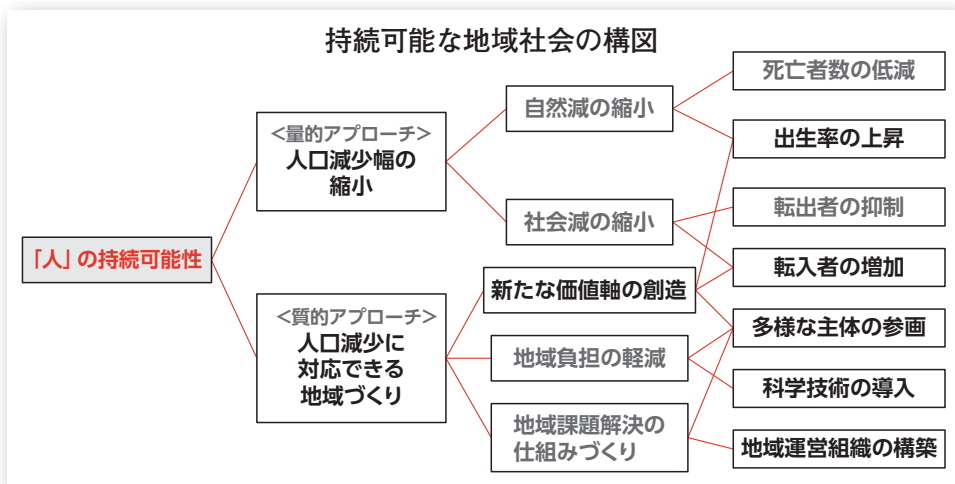 持続可能な地域社会の構図
「人」の持続可能性
<量的アプローチ>
人口減少幅の
縮小
<質的アプローチ>
人口減少に
対応できる
地域づくり
自然減の縮小
社会減の縮小
新たな価値軸の創造
地域負担の軽減
地域課題解決の
仕組みづくり
死亡者数の低減
出生率の上昇
転出者の抑制
転入者の増加
多様な主体の参画
科学技術の導入
地域運営組織の構築